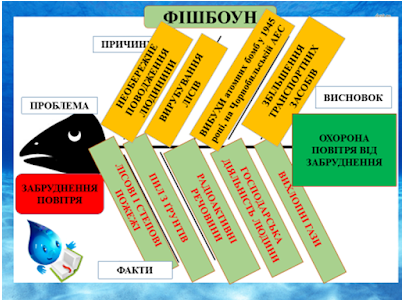 ФІШБОУН
ПРИЧИНИ
НЕОБЕРЕЖНЕ
ПОВОДЖЕННЯ
ЛЮДИНИНИ
ВИРУБУВАННЯ
ЛІСІВ
ВИБУХИ атомних бомб у 1945
році, на Чорнобильській АЕС
ЗБІЛЬШЕННЯ
ТРАНСПОРТНИХ
ЗАСОБІВ
ПРОБЛЕМА
ВИСНОВОК
ЗАБРУДНЕННЯ
ПОВІТРЯ
ОХОРОНА
ПОВІТРЯ ВІД
ЗАБРУДНЕННЯ
ЛІСОВІ І СТЕПОВІ
ПОЖЕЖІ
ПИЛ З ҐРУНТІВ
РАДІОАКТИВНІ
РЕЧОВИНИ
ГОСПОДАРСЬКА
ДІЯЛЬНІСТЬ ЛЮДИНИ
ВИХЛОПНІ ГАЗИ
ФАКТИ